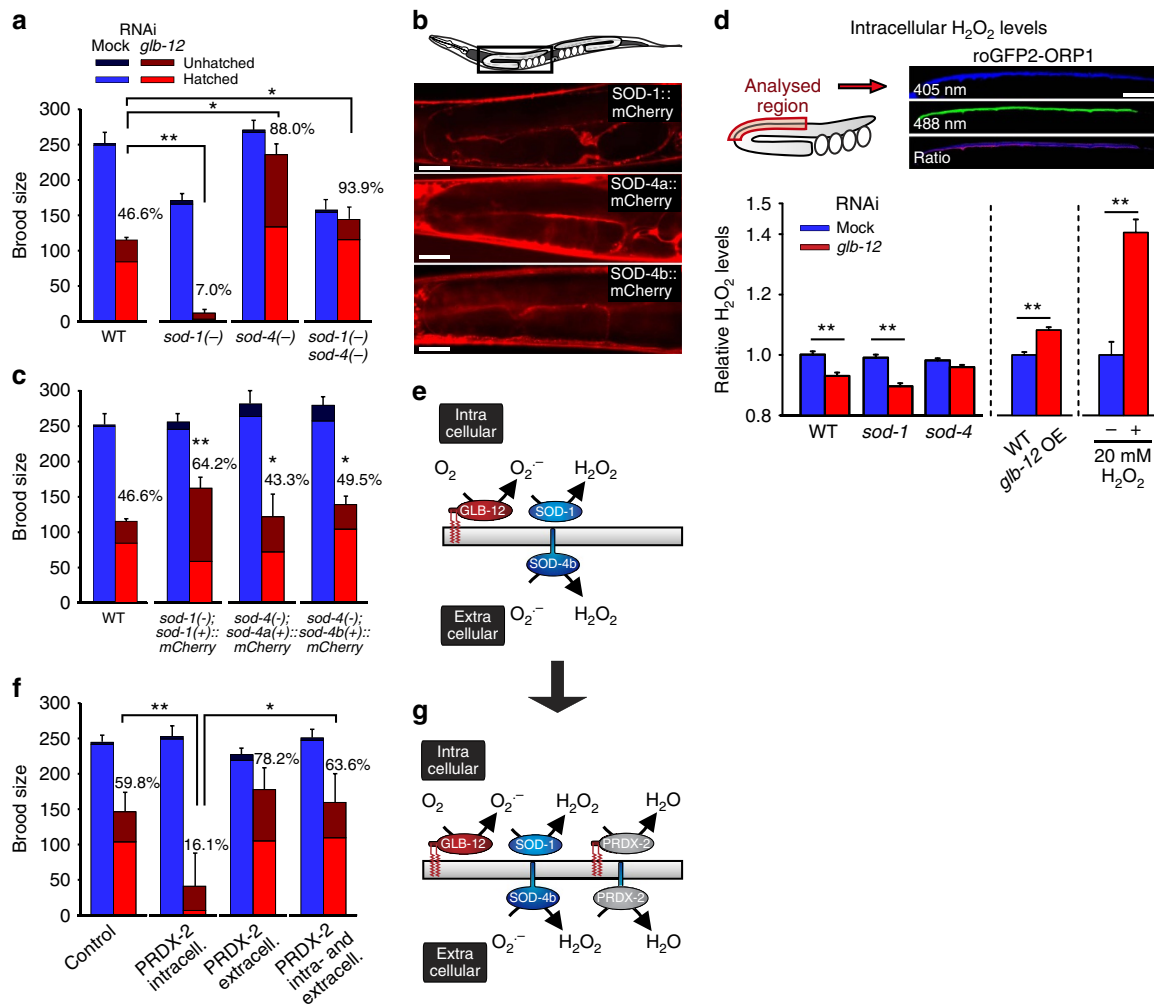 a
RNAi
Mock glb-12
Unhatched
Hatched
Brood size
300
250
200
150
100
50
0
46.6%
**
7.0%
*
88.0%
*
93.9%
WT
sod-1(–)
sod-4(–)
sod-1(–)
sod-4(–)
b
SOD-1::
mCherry
SOD-4a::
mCherry
SOD-4b::
mCherry
c
Brood size
300
250
200
150
100
50
0
46.6%
**
64.2%
*
43.3%
*
49.5%
WT
sod-1(-);
sod-1(+)::
mCherry
sod-4(-);
sod-4a(+)::
mCherry
sod-4(-);
sod-4b(+)::
mCherry
d
Intracellular H₂O₂ levels
roGFP2-ORP1
Analysed
region
405 nm
488 nm
Ratio
RNAi
Mock
glb-12
Relative H₂O₂ levels
1.5
1.4
1.2
1.0
0.8
**
**
**
**
WT
sod-1
sod-4
WT
glb-12 OE
– +
20 mM
H₂O₂
e
Intra
cellular
O₂
O₂·⁻
H₂O₂
GLB-12
SOD-1
SOD-4b
Extra
cellular
O₂·⁻
H₂O₂
f
Brood size
300
250
200
150
100
50
0
**
*
59.8%
16.1%
78.2%
63.6%
Control
PRDX-2
intracell.
PRDX-2
extracell.
PRDX-2
intra- and
extracell.
g
Intra
cellular
O₂
O₂·⁻
H₂O₂
H₂O
GLB-12
SOD-1
PRDX-2
SOD-4b
PRDX-2
Extra
cellular
O₂·⁻
H₂O₂
H₂O